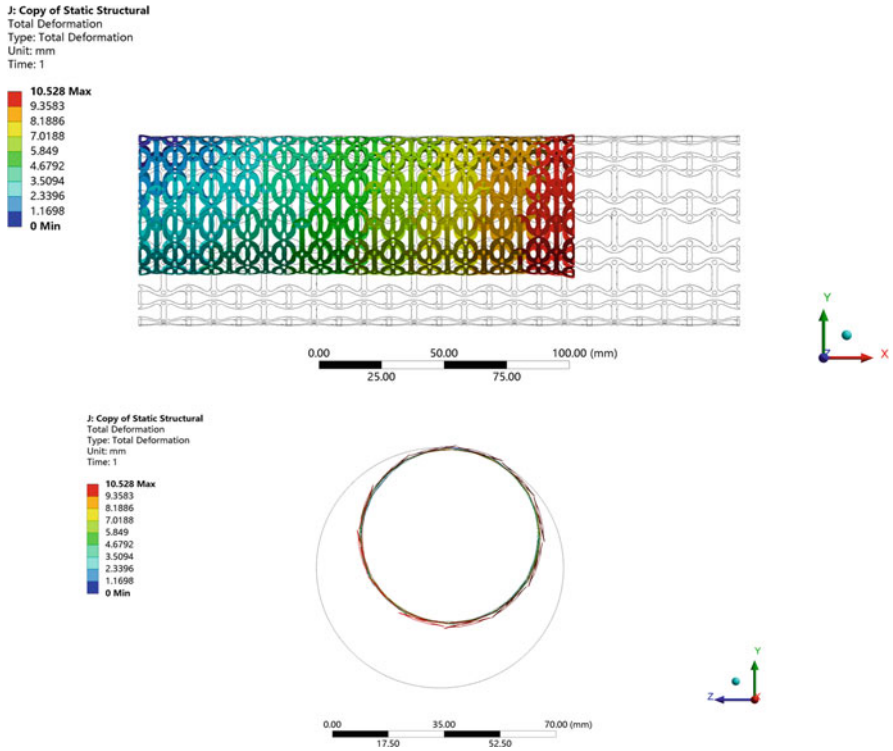 J: Copy of Static Structural
Total Deformation
Type: Total Deformation
Unit: mm
Time: 1
10.528 Max
9.3583
8.1886
7.0188
5.849
4.6792
3.5094
2.3396
1.1698
0 Min
0.00 50.00 100.00 (mm)
25.00 75.00
Y
Z X
J: Copy of Static Structural
Total Deformation
Type: Total Deformation
Unit: mm
Time: 1
10.528 Max
9.3583
8.1886
7.0188
5.849
4.6792
3.5094
2.3396
1.1698
0 Min
Y
Z X
0.00 35.00 70.00 (mm)
17.50 52.50